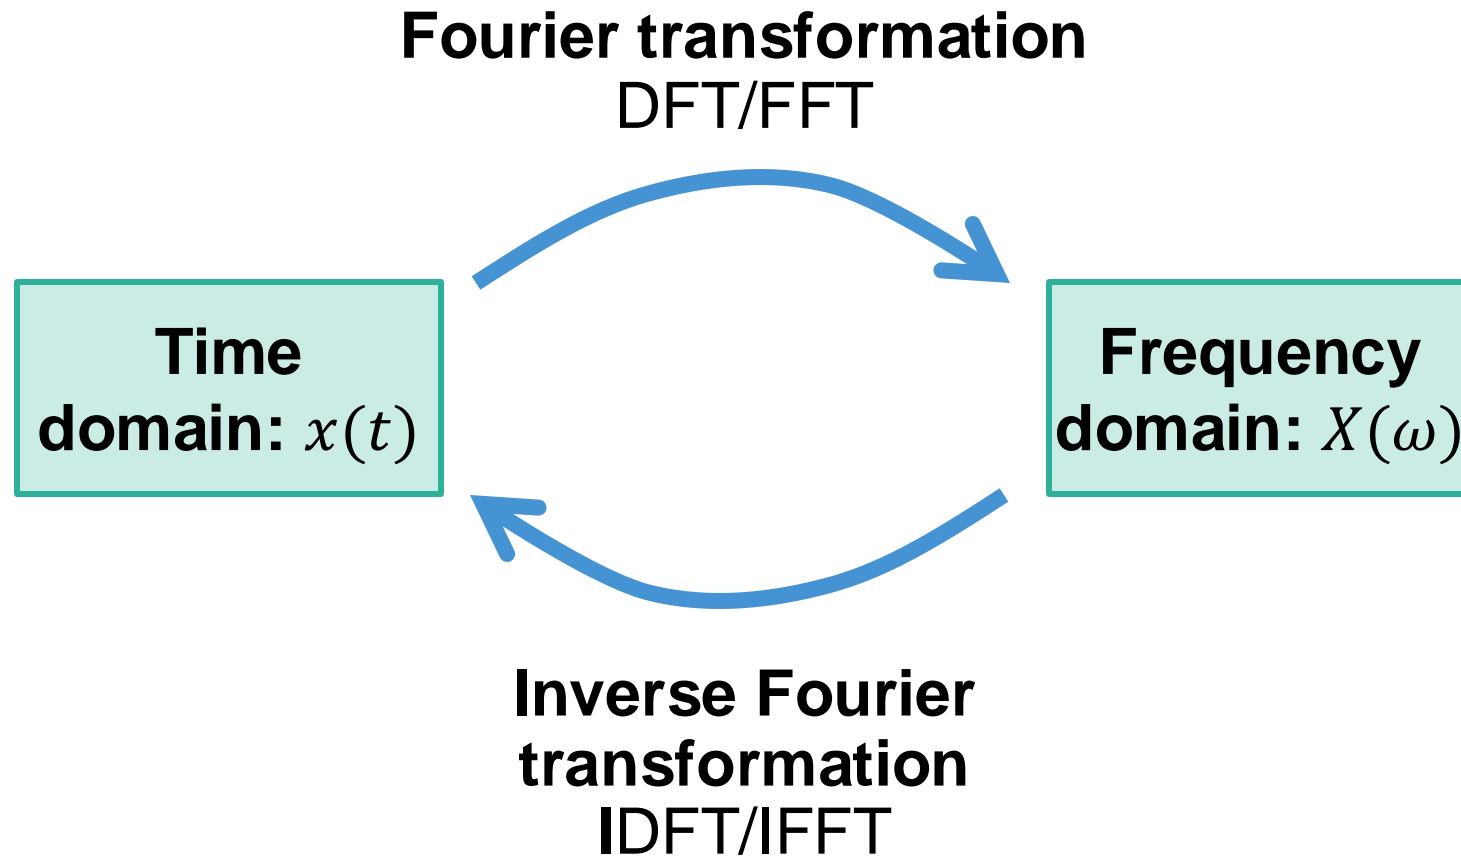 Fourier transformation
DFT/FFT
Time
domain: x(t)
Frequency
domain: X(ω)
Inverse Fourier
transformation
IDFT/IFFT